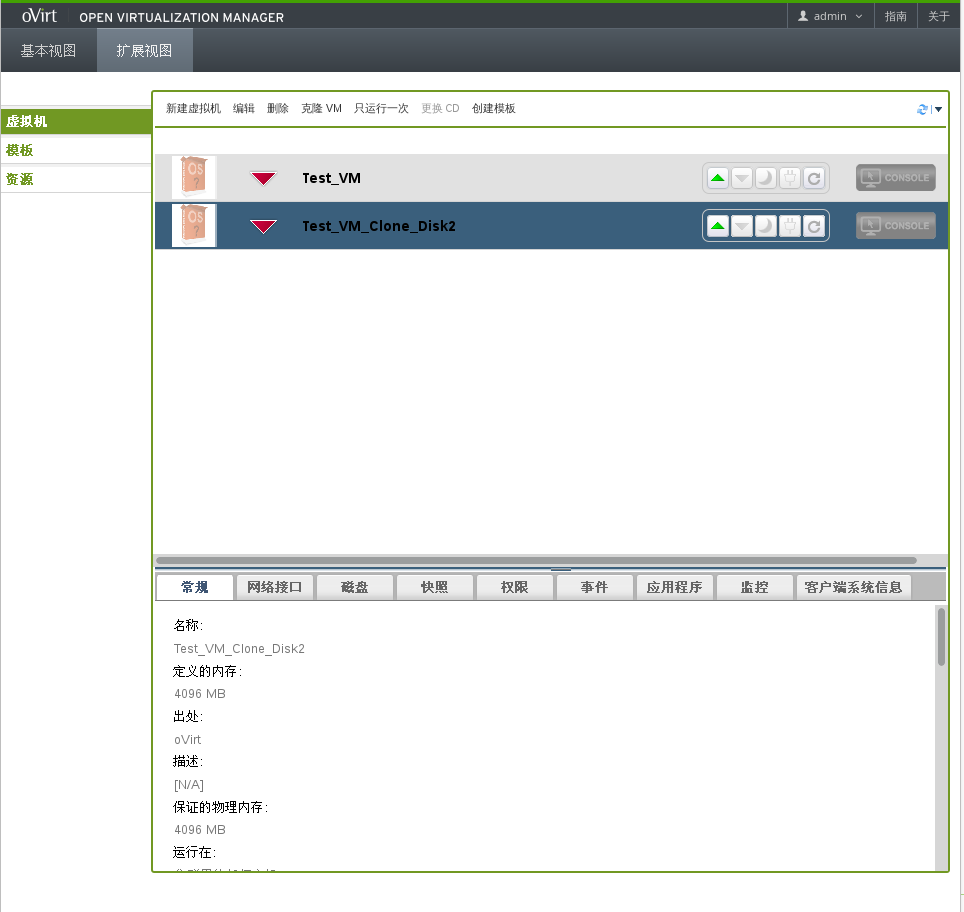 oVirt OPEN VIRTUALIZATION MANAGER admin 指南 关于
基本视图 扩展视图
新建虚拟机 编辑 删除 克隆 VM 只运行一次 更换 CD 创建模板
虚拟机
模板
资源
OS ? Test_VM CONSOLE
OS ? Test_VM_Clone_Disk2 CONSOLE
常规 网络接口 磁盘 快照 权限 事件 应用程序 监控 客户端系统信息
名称:
Test_VM_Clone_Disk2
定义的内存:
4096 MB
出处:
oVirt
描述:
[N/A]
保证的物理内存:
4096 MB
运行在: